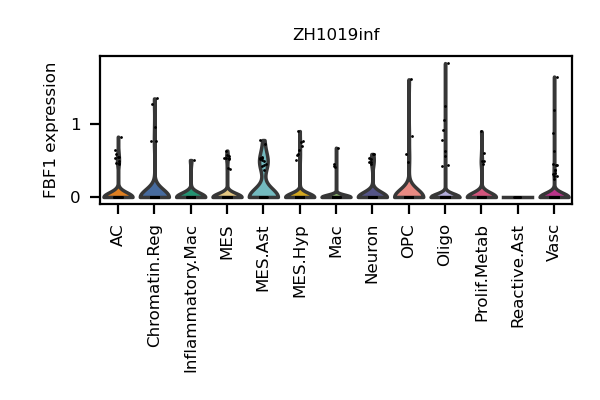 ZH1019inf
FBF1 expression
1
0
AC
Chromatin.Reg
Inflammatory.Mac
MES
MES.Ast
MES.Hyp
Mac
Neuron
OPC
Oligo
Prolif.Metab
Reactive.Ast
Vasc